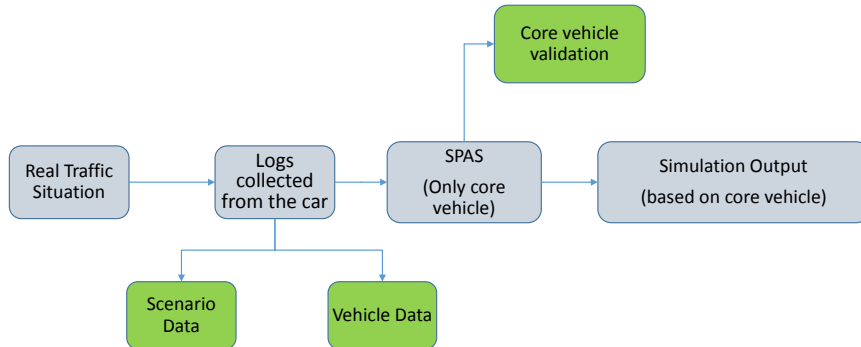 Core vehicle
validation
Real Traffic
Situation
Logs
collected
from the car
SPAS
(Only core
vehicle)
Simulation Output
(based on core vehicle)
Scenario
Data
Vehicle Data